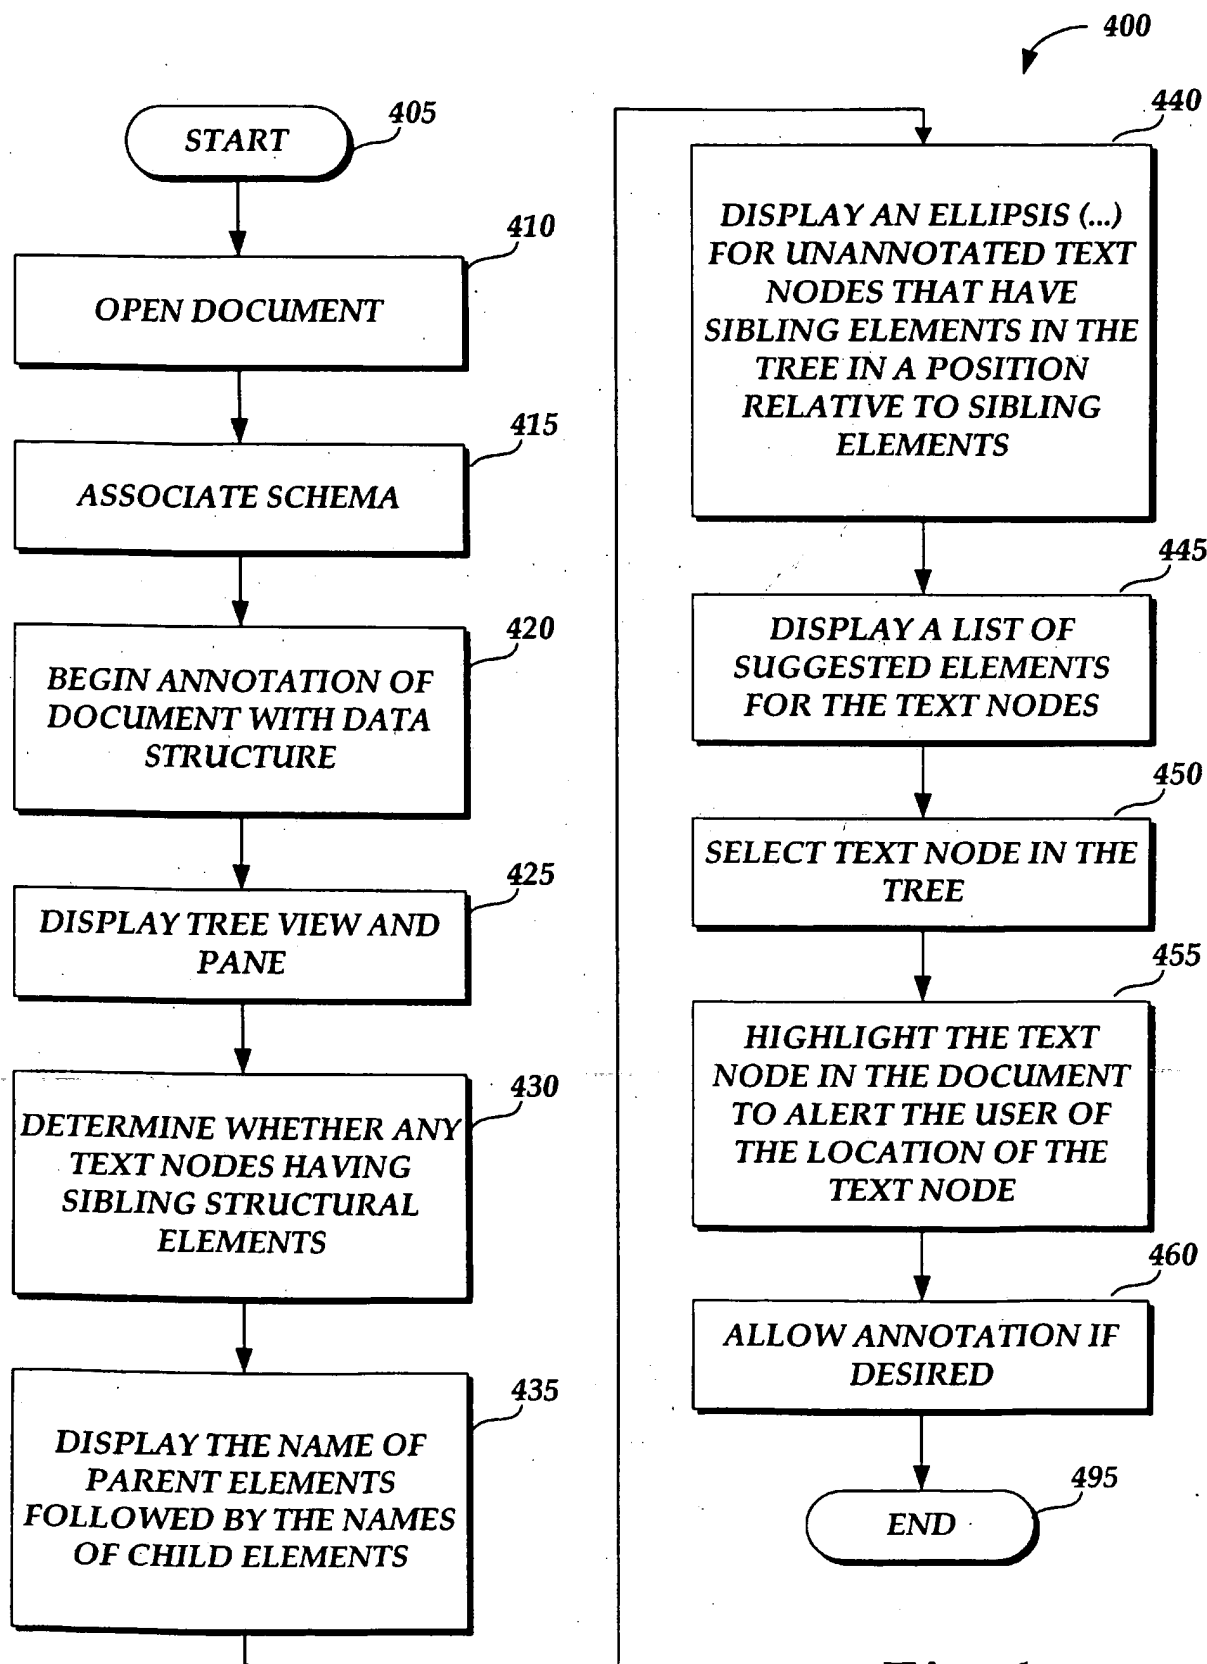 400
START
405
OPEN DOCUMENT
410
ASSOCIATE SCHEMA
415
BEGIN ANNOTATION OF
DOCUMENT WITH DATA
STRUCTURE
420
DISPLAY TREE VIEW AND
PANE
425
DETERMINE WHETHER ANY
TEXT NODES HAVING
SIBLING STRUCTURAL
ELEMENTS
430
DISPLAY THE NAME OF
PARENT ELEMENTS
FOLLOWED BY THE NAMES
OF CHILD ELEMENTS
435
440
DISPLAY AN ELLIPSIS (...)
FOR UNANNOTATED TEXT
NODES THAT HAVE
SIBLING ELEMENTS IN THE
TREE IN A POSITION
RELATIVE TO SIBLING
ELEMENTS
445
DISPLAY A LIST OF
SUGGESTED ELEMENTS
FOR THE TEXT NODES
450
SELECT TEXT NODE IN THE
TREE
455
HIGHLIGHT THE TEXT
NODE IN THE DOCUMENT
TO ALERT THE USER OF
THE LOCATION OF THE
TEXT NODE
460
ALLOW ANNOTATION IF
DESIRED
495
END